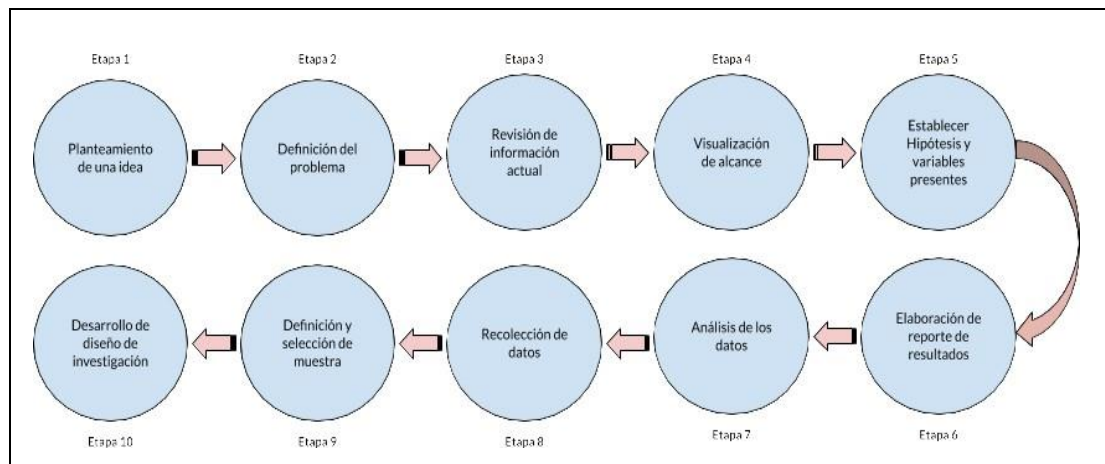 Etapa 1
Etapa 2
Etapa 3
Etapa 4
Etapa 5
Planteamiento
de una idea
Definición del
problema
Revisión de
información
actual
Visualización
de alcance
Establecer
Hipótesis y
variables
presentes
Desarrollo de
diseño de
investigación
Definición y
selección de
muestra
Recolección de
datos
Análisis de los
datos
Elaboración de
reporte de
resultados
Etapa 10
Etapa 9
Etapa 8
Etapa 7
Etapa 6